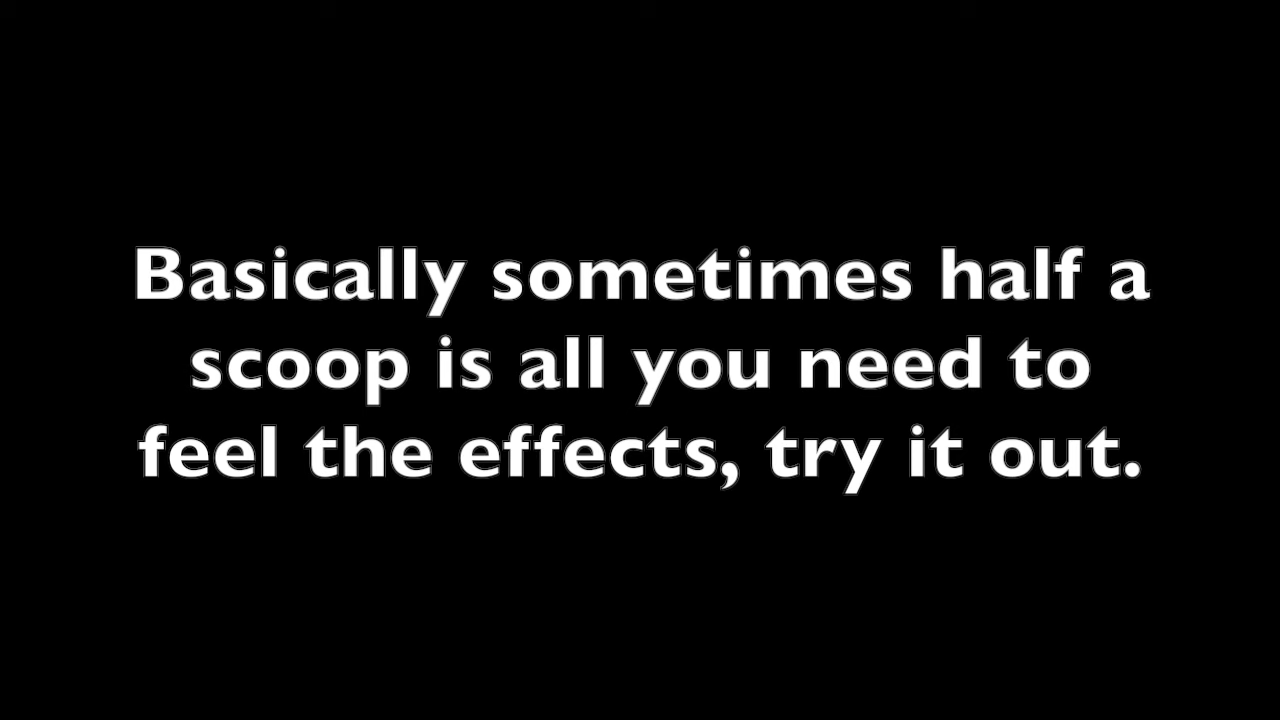 Basically sometimes half a
scoop is all you need to
feel the effects, try it out.